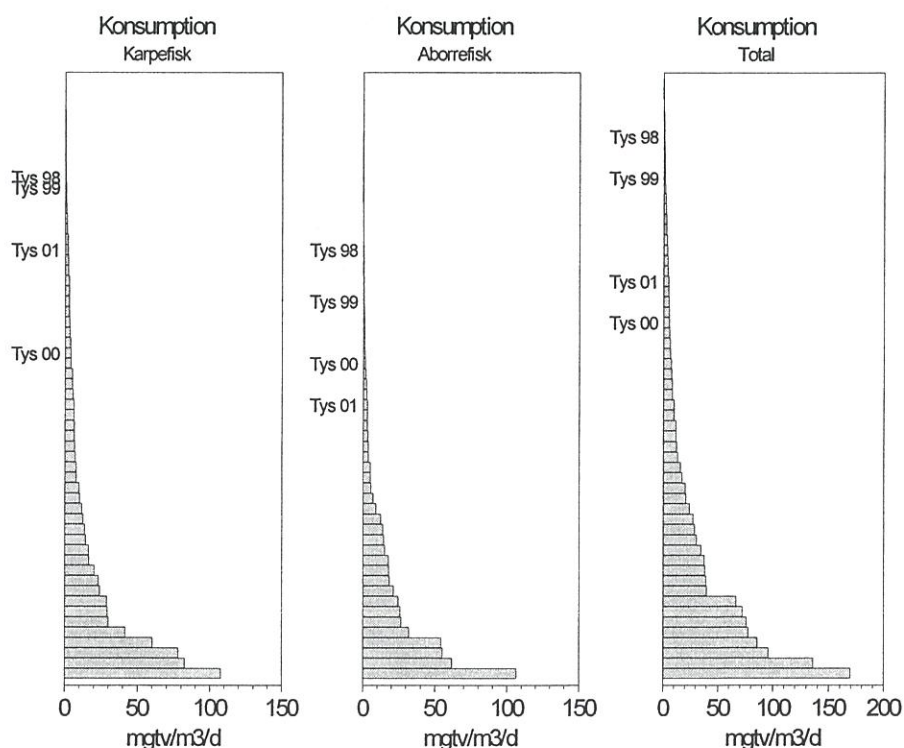 Konsumption
Karpefisk
Tys 98
Tys 99
Tys 01
Tys 00
0 50 100 150
mgtv/m3/d
Konsumption
Aborrefisk
Tys 98
Tys 99
Tys 00
Tys 01
0 50 100 150
mgtv/m3/d
Konsumption
Total
Tys 98
Tys 99
Tys 01
Tys 00
0 50 100 150 200
mgtv/m3/d